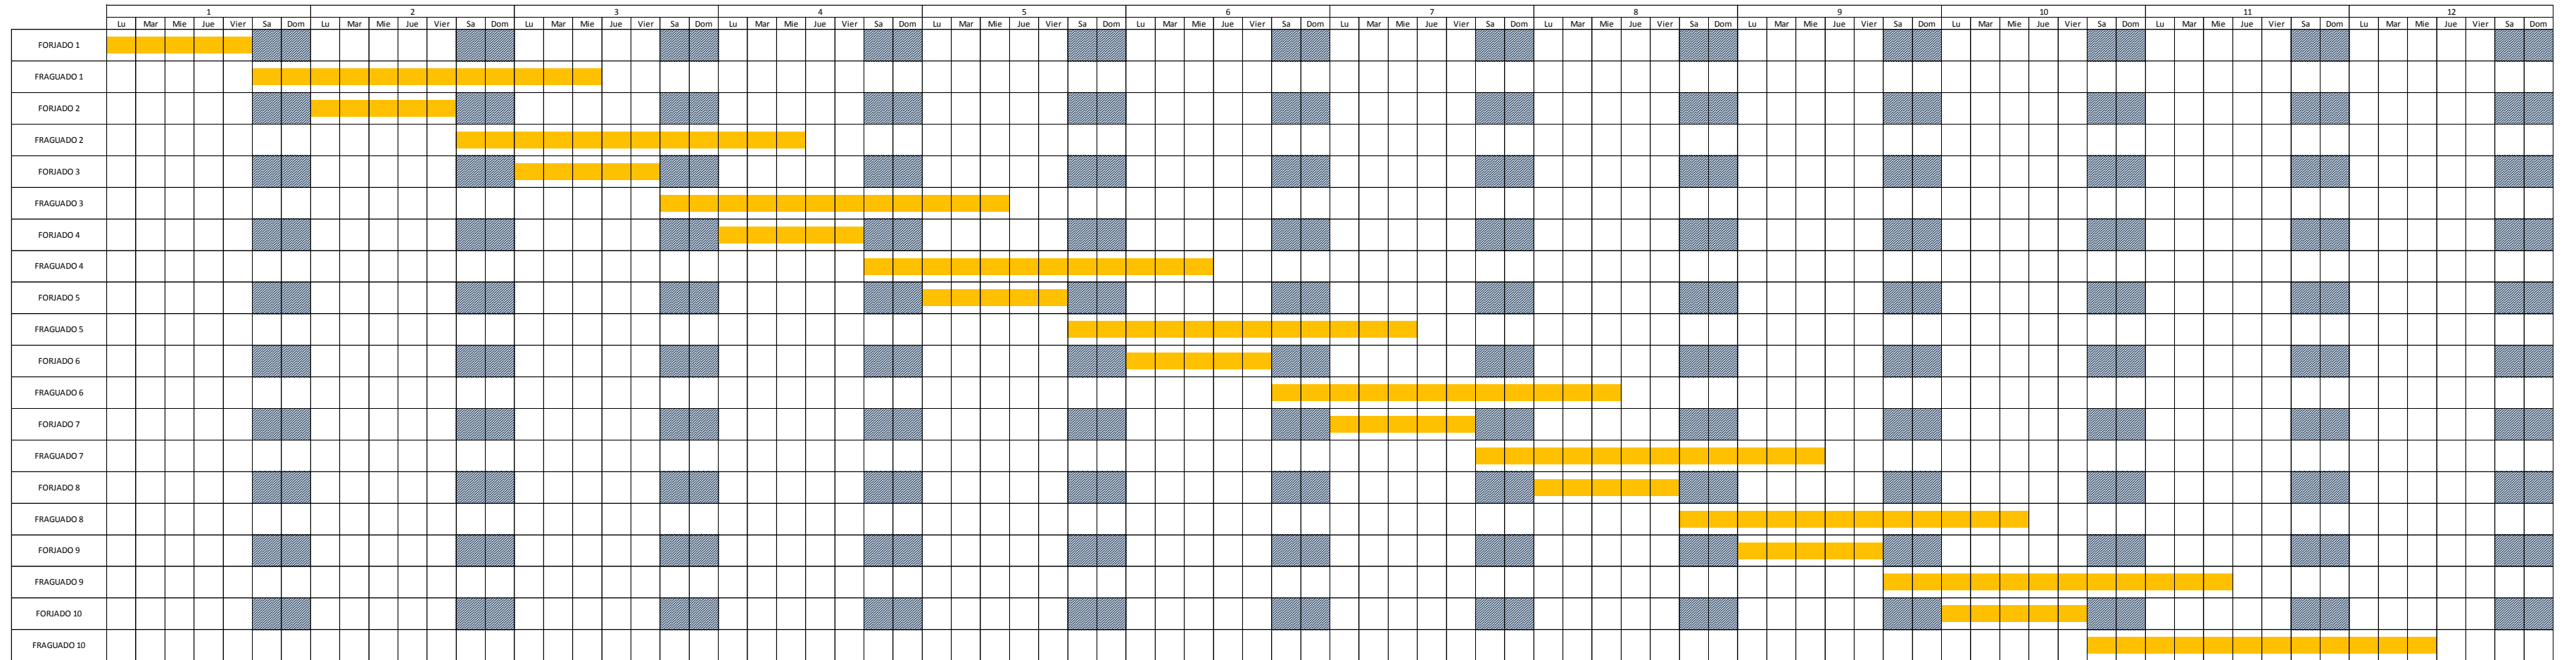 1 2 3 4 5 6 7 8 9 10 11 12
Lu Mar Mie Jue Vier Sa Dom Lu Mar Mie Jue Vier Sa Dom Lu Mar Mie Jue Vier Sa Dom Lu Mar Mie Jue Vier Sa Dom Lu Mar Mie Jue Vier Sa Dom Lu Mar Mie Jue Vier Sa Dom Lu Mar Mie Jue Vier Sa Dom Lu Mar Mie Jue Vier Sa Dom Lu Mar Mie Jue Vier Sa Dom Lu Mar Mie Jue Vier Sa Dom Lu Mar Mie Jue Vier Sa Dom Lu Mar Mie Jue Vier Sa Dom
FORJADO 1
FRAGUADO 1
FORJADO 2
FRAGUADO 2
FORJADO 3
FRAGUADO 3
FORJADO 4
FRAGUADO 4
FORJADO 5
FRAGUADO 5
FORJADO 6
FRAGUADO 6
FORJADO 7
FRAGUADO 7
FORJADO 8
FRAGUADO 8
FORJADO 9
FRAGUADO 9
FORJADO 10
FRAGUADO 10